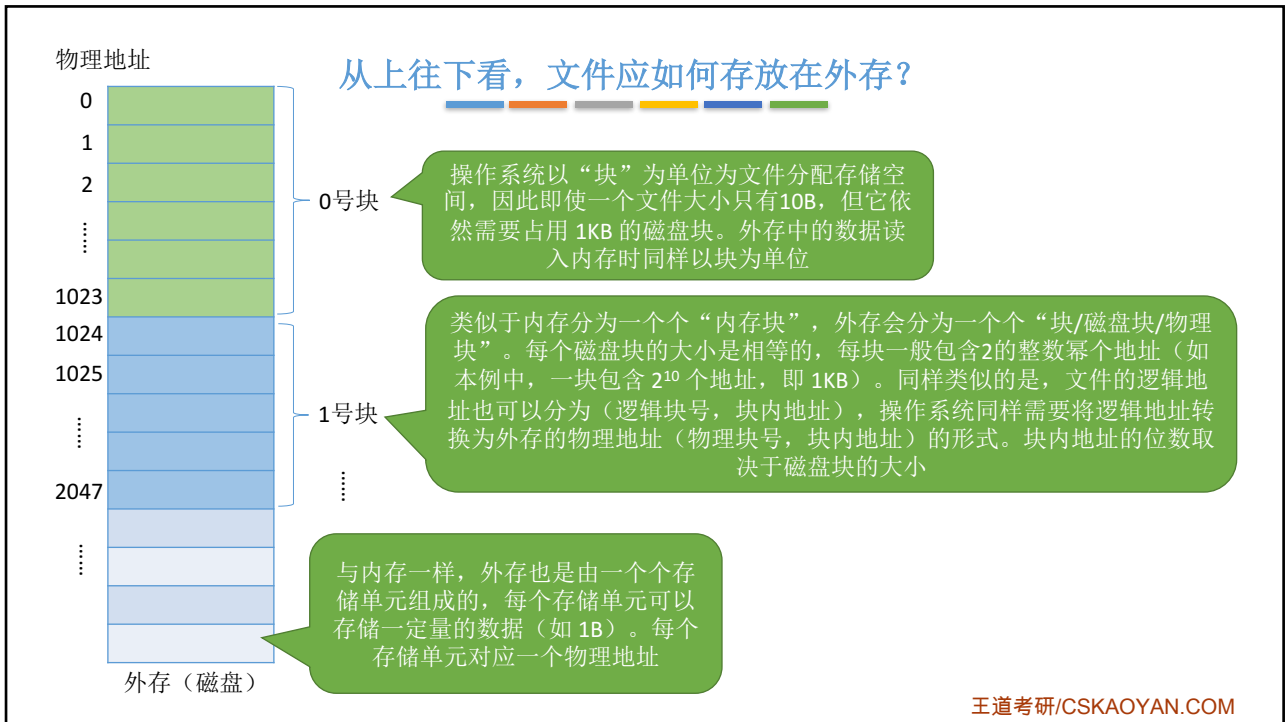 物理地址
从上往下看，文件应如何存放在外存？
0
1
2
……
1023
1024
1025
……
2047
……
外存（磁盘）
0号块
1号块
……
操作系统以“块”为单位为文件分配存储空
间，因此即使一个文件大小只有10B，但它依
然需要占用 1KB 的磁盘块。外存中的数据读
入内存时同样以块为单位
类似于内存分为一个个“内存块”，外存会分为一个个“块/磁盘块/物理
块”。每个磁盘块的大小是相等的，每块一般包含2的整数幂个地址（如
本例中，一块包含 2¹⁰ 个地址，即 1KB）。同样类似的是，文件的逻辑地
址也可以分为（逻辑块号，块内地址），操作系统同样需要将逻辑地址转
换为外存的物理地址（物理块号，块内地址）的形式。块内地址的位数取
决于磁盘块的大小
与内存一样，外存也是由一个个存
储单元组成的，每个存储单元可以
存储一定量的数据（如 1B）。每个
存储单元对应一个物理地址
王道考研/CSKAOYAN.COM